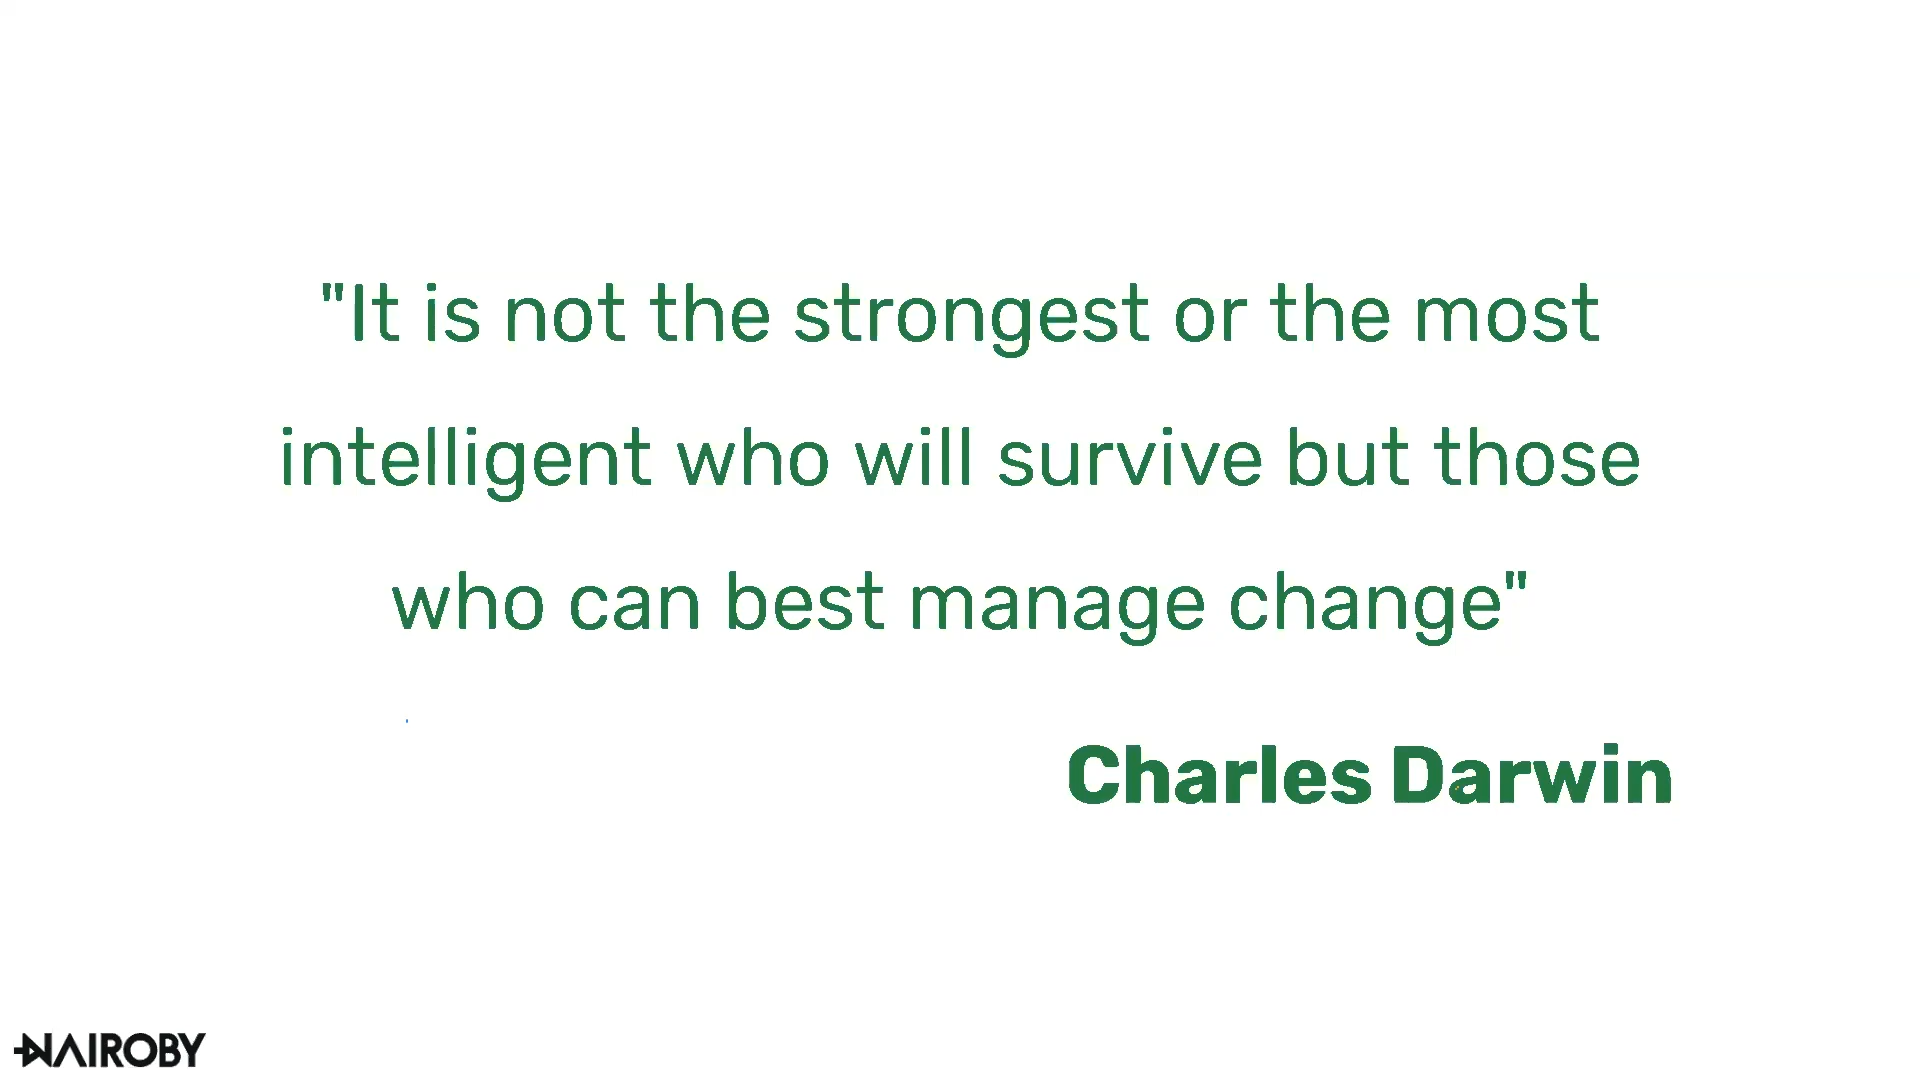 "It is not the strongest or the most
intelligent who will survive but those
who can best manage change"
Charles Darwin
NAIROBY